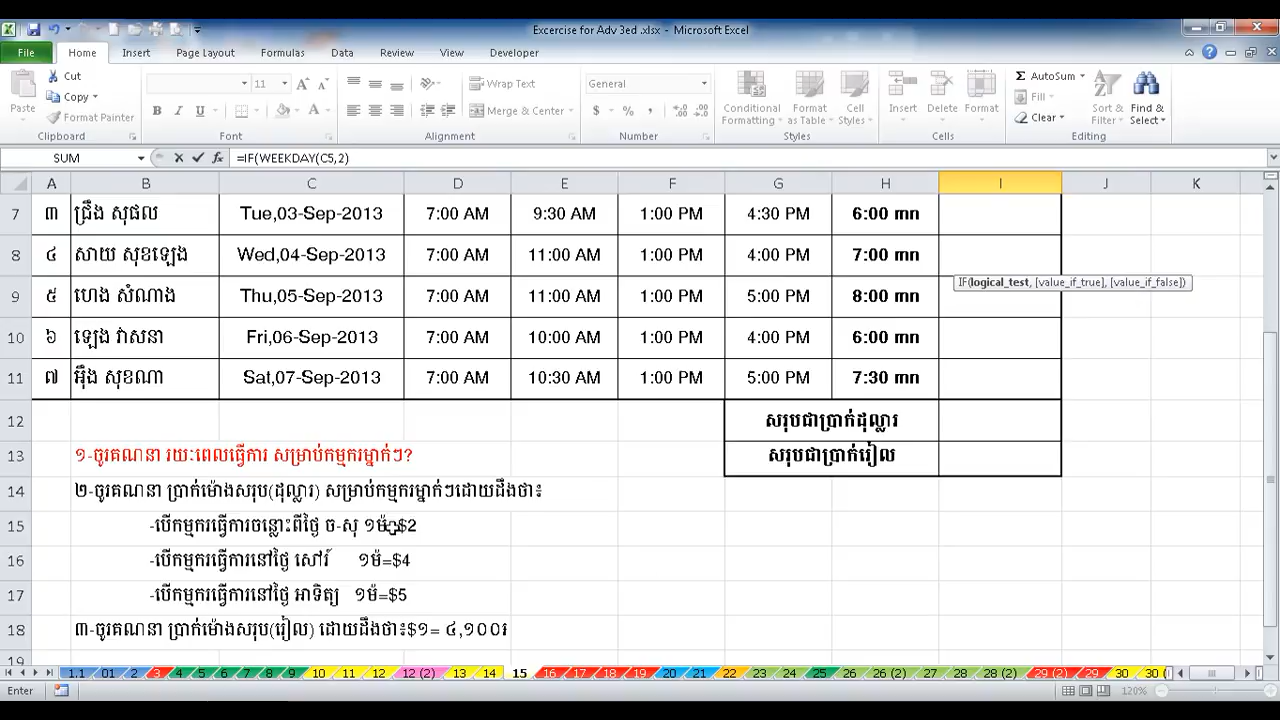 Exercise for Adv 3ed .xlsx - Microsoft Excel
File Home Insert Page Layout Formulas Data Review View Developer
Paste Cut Copy Format Painter
11 Wrap Text Merge & Center General
Conditional Formatting Format as Table Cell Styles Insert Delete Format
AutoSum Fill Clear Sort & Filter Find & Select
Clipboard Font Alignment Number Styles Cells Editing
SUM =IF(WEEKDAY(C5,2)
A B C D E F G H I J K
7 ៣ ជ្រឹង សុផល Tue,03-Sep-2013 7:00 AM 9:30 AM 1:00 PM 4:30 PM 6:00 mn
8 ៤ សាយ សុខឡេង Wed,04-Sep-2013 7:00 AM 11:00 AM 1:00 PM 4:00 PM 7:00 mn
IF(logical_test, [value_if_true], [value_if_false])
9 ៥ ហេង សំណាង Thu,05-Sep-2013 7:00 AM 11:00 AM 1:00 PM 5:00 PM 8:00 mn
10 ៦ ឡេង វាសនា Fri,06-Sep-2013 7:00 AM 10:00 AM 1:00 PM 4:00 PM 6:00 mn
11 ៧ អ៊ឹង សុខណា Sat,07-Sep-2013 7:00 AM 10:30 AM 1:00 PM 5:00 PM 7:30 mn
12 សរុបជាប្រាក់ដុល្លារ
13 ១-ចូរគណនា រយៈពេលធ្វើការ សម្រាប់កម្មករម្នាក់ៗ? សរុបជាប្រាក់រៀល
14 ២-ចូរគណនា ប្រាក់ម៉ោងសរុប(ដុល្លារ) សម្រាប់កម្មករម្នាក់ៗដោយដឹងថា៖
15 -បើកម្មករធ្វើការចន្លោះពីថ្ងៃ ច-សុ ១ម៉ $2
16 -បើកម្មករធ្វើការនៅថ្ងៃ សៅរ៍ ១ម៉=$4
17 -បើកម្មករធ្វើការនៅថ្ងៃ អាទិត្យ ១ម៉=$5
18 ៣-ចូរគណនា ប្រាក់ម៉ោងសរុប(រៀល) ដោយដឹងថា៖$១= ៤,១០០រ
19
1.1 01 2 3 4 5 6 7 8 9 10 11 12 12 (2) 13 14 15 16 17 18 19 20 21 22 23 24 25 26 26 (2) 27 28 28 (2) 29 (2) 29 30 30 (
Enter 120%